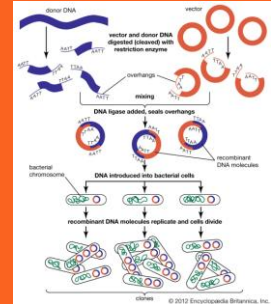 donor DNA
vector
AATT
vector and donor DNA
digested (cleaved) with
restriction enzyme
TTAA
overhangs
mixing
DNA ligase added, seals overhangs
recombinant
DNA molecules
bacterial
chromosome
DNA introduced into bacterial cells
recombinant DNA molecules replicate and cells divide
clones
© 2012 Encyclopædia Britannica, Inc.